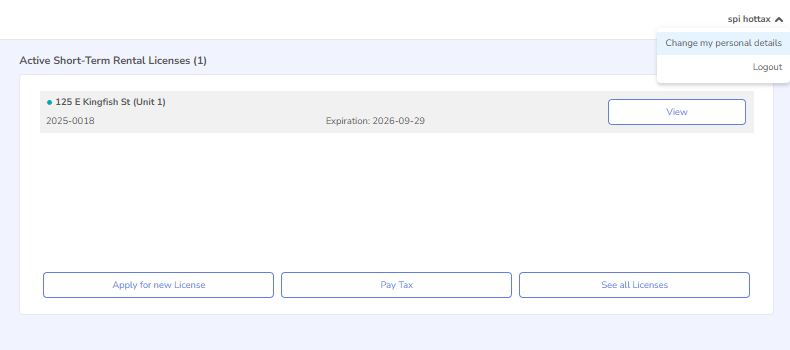 spi hottax
Change my personal details
Logout
Active Short-Term Rental Licenses (1)
125 E Kingfish St (Unit 1)
2025-0018
Expiration: 2026-09-29
View
Apply for new License
Pay Tax
See all Licenses